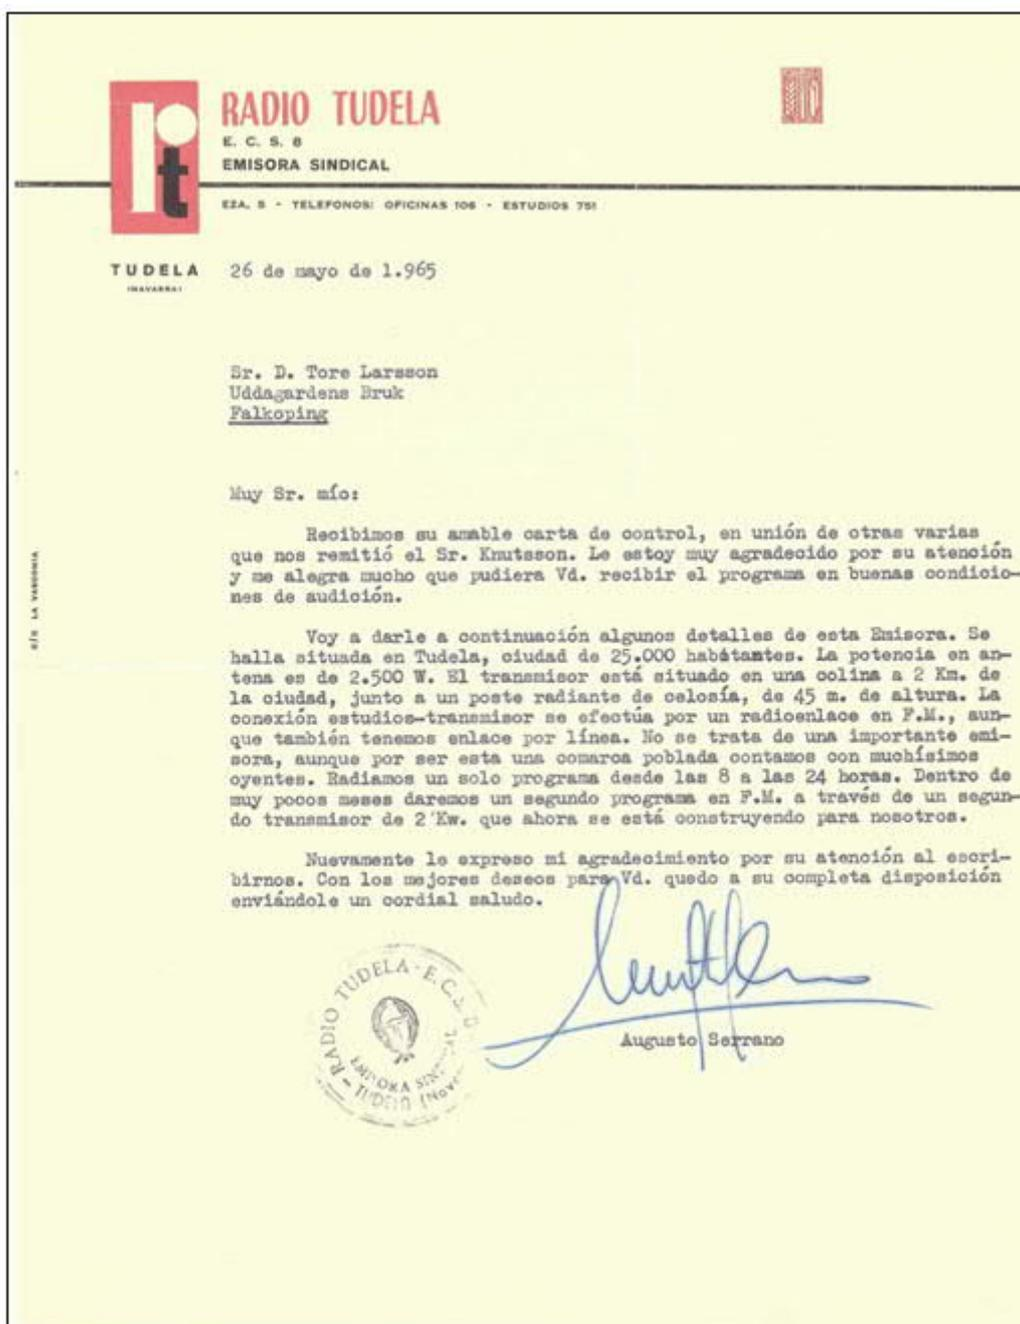 RADIO TUDELA
E. C. S. 8
EMISORA SINDICAL
EZA, 5 - TELEFONOS: OFICINAS 106 - ESTUDIOS 751
rt
TUDELA
(NAVARRA)
26 de mayo de 1.965
Sr. D. Tore Larsson
Uddagardens Bruk
Falkoping
Muy Sr. mío:
Recibimos su amable carta de control, en unión de otras varias
que nos remitió el Sr. Knutsson. Le estoy muy agradecido por su atención
y me alegra mucho que pudiera Vd. recibir el programa en buenas condicio-
nes de audición.
Voy a darle a continuación algunos detalles de esta Emisora. Se
halla situada en Tudela, ciudad de 25.000 habitantes. La potencia en an-
tena es de 2.500 W. El transmisor está situado en una colina a 2 Km. de
la ciudad, junto a un poste radiante de celosía, de 45 m. de altura. La
conexión estudios-transmisor se efectúa por un radioenlace en F.M., aun-
que también tenemos enlace por línea. No se trata de una importante emi-
sora, aunque por ser esta una comarca poblada contamos con muchísimos
oyentes. Radiamos un solo programa desde las 8 a las 24 horas. Dentro de
muy pocos meses daremos un segundo programa en F.M. a través de un segun-
do transmisor de 2'Kw. que ahora se está construyendo para nosotros.
Nuevamente le expreso mi agradecimiento por su atención al escri-
birnos. Con los mejores deseos para Vd. quedo a su completa disposición
enviándole un cordial saludo.
RADIO TUDELA - E. C. S.
EMISORA SINDICAL
Augusto Serrano